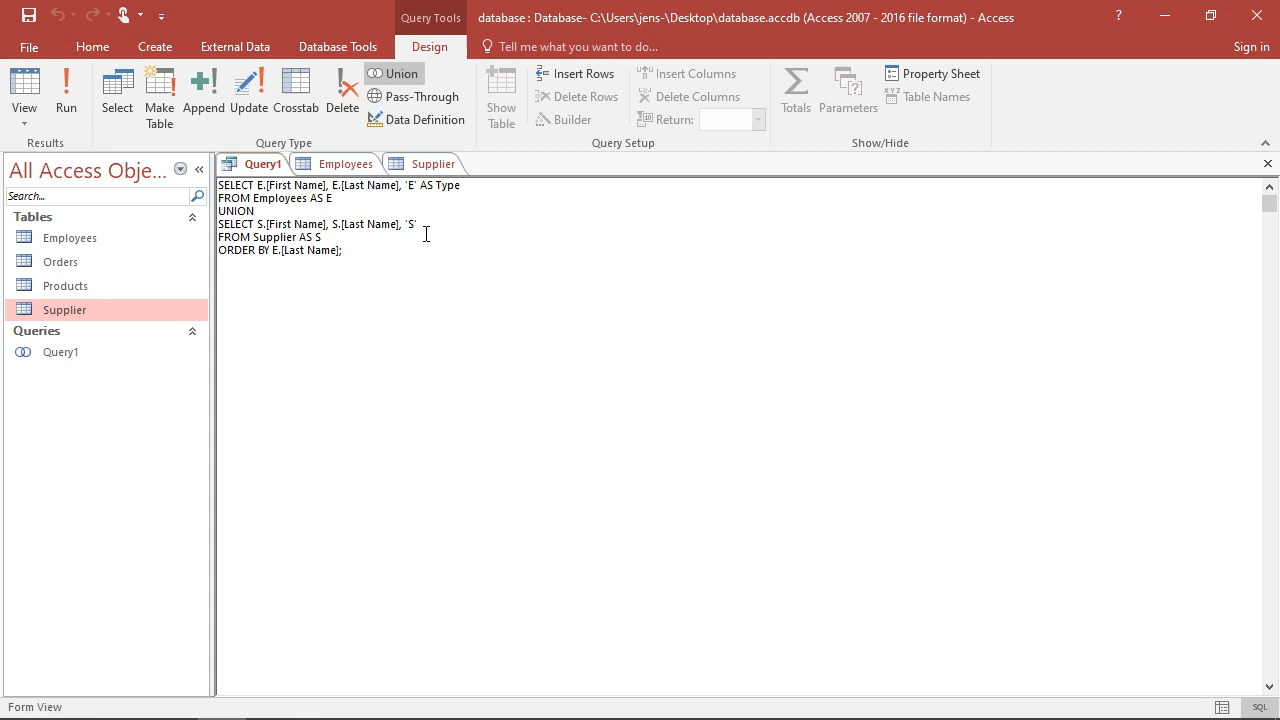 Query Tools
database : Database- C:\Users\jens-\Desktop\database.accdb (Access 2007 - 2016 file format) - Access
?
File
Home
Create
External Data
Database Tools
Design
Tell me what you want to do...
Sign in
View
Run
Select
Make Table
Append
Update
Crosstab
Delete
Union
Pass-Through
Data Definition
Show Table
Insert Rows
Delete Rows
Builder
Insert Columns
Delete Columns
Return:
Totals
Parameters
Property Sheet
Table Names
Results
Query Type
Query Setup
Show/Hide
All Access Obje...
Search...
Tables
Employees
Orders
Products
Supplier
Queries
Query1
Query1
Employees
Supplier
SELECT E.[First Name], E.[Last Name], 'E' AS Type
FROM Employees AS E
UNION
SELECT S.[First Name], S.[Last Name], 'S'
FROM Supplier AS S
ORDER BY E.[Last Name];
Form View
SQL